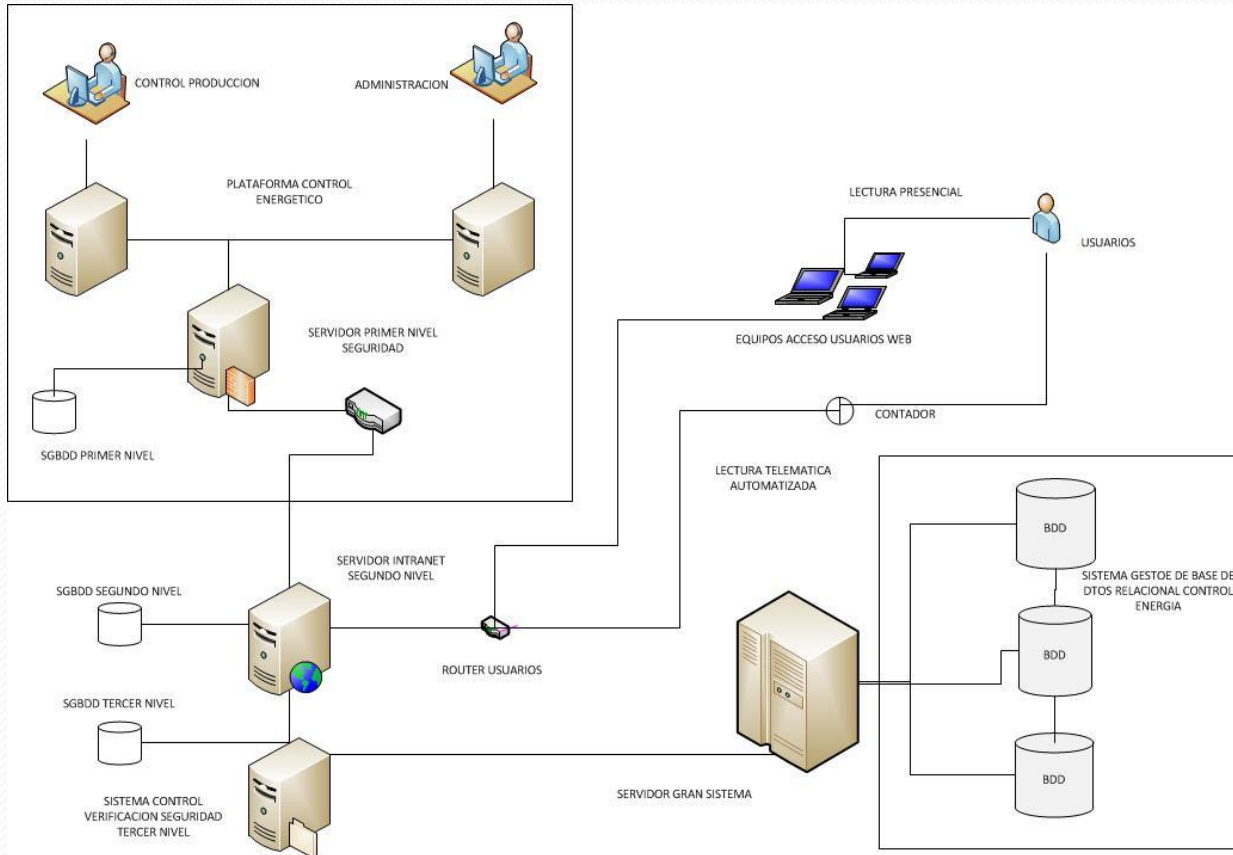 CONTROL PRODUCCION
ADMINISTRACION
PLATAFORMA CONTROL
ENERGETICO
LECTURA PRESENCIAL
USUARIOS
SERVIDOR PRIMER NIVEL
SEGURIDAD
EQUIPOS ACCESO USUARIOS WEB
CONTADOR
SGBDD PRIMER NIVEL
LECTURA TELEMATICA
AUTOMATIZADA
BDD
SERVIDOR INTRANET
SEGUNDO NIVEL
SGBDD SEGUNDO NIVEL
SISTEMA GESTOE DE BASE DE
DTOS RELACIONAL CONTROL
ENERGIA
BDD
ROUTER USUARIOS
SGBDD TERCER NIVEL
BDD
SERVIDOR GRAN SISTEMA
SISTEMA CONTROL
VERIFICACION SEGURIDAD
TERCER NIVEL